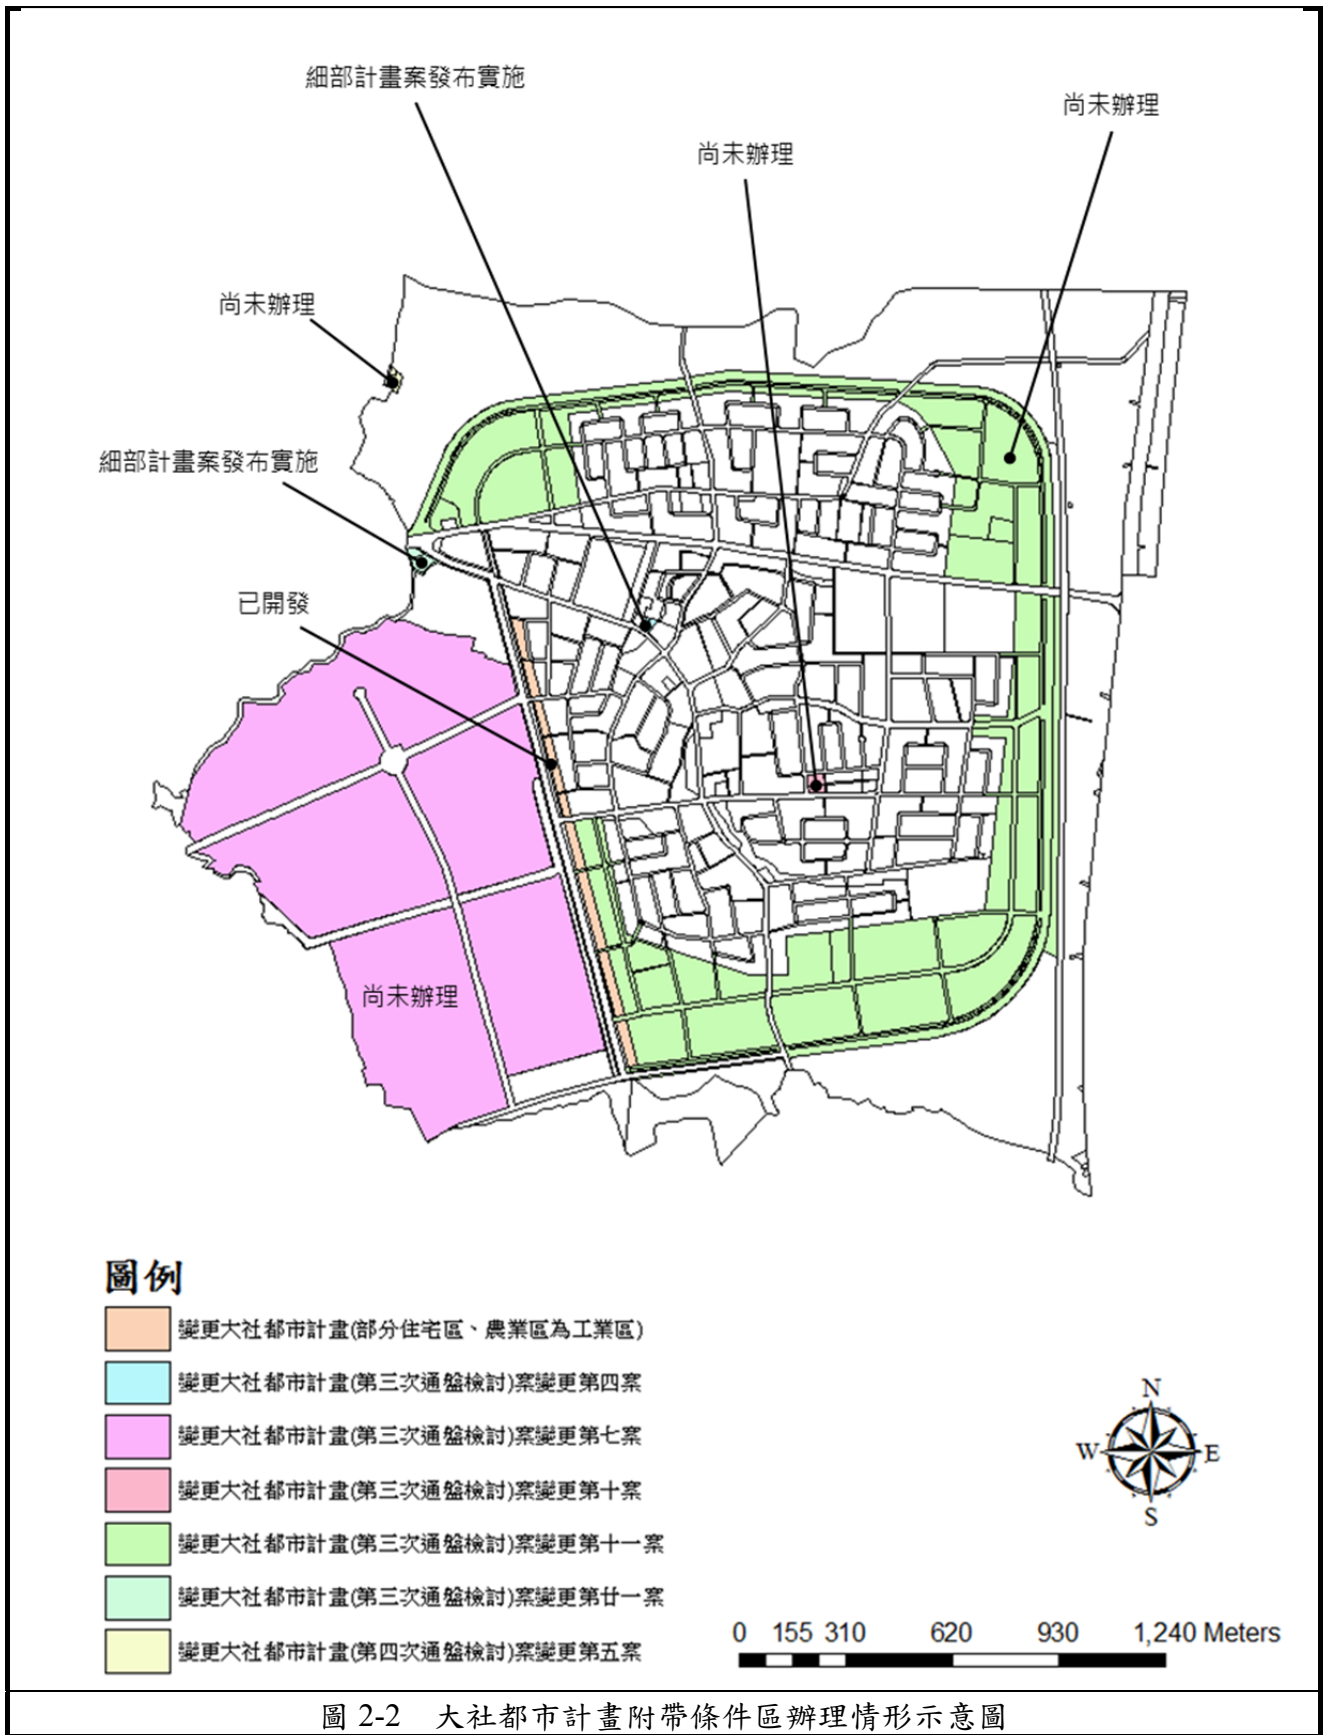 細部計畫案發布實施
尚未辦理
尚未辦理
尚未辦理
細部計畫案發布實施
已開發
尚未辦理
圖例
變更大社都市計畫(部分住宅區、農業區為工業區)
變更大社都市計畫(第三次通盤檢討)案變更第四案
變更大社都市計畫(第三次通盤檢討)案變更第七案
變更大社都市計畫(第三次通盤檢討)案變更第十案
變更大社都市計畫(第三次通盤檢討)案變更第十一案
變更大社都市計畫(第三次通盤檢討)案變更第廿一案
變更大社都市計畫(第四次通盤檢討)案變更第五案
N
W E
S
0 155 310 620 930 1,240 Meters
圖 2-2 大社都市計畫附帶條件區辦理情形示意圖